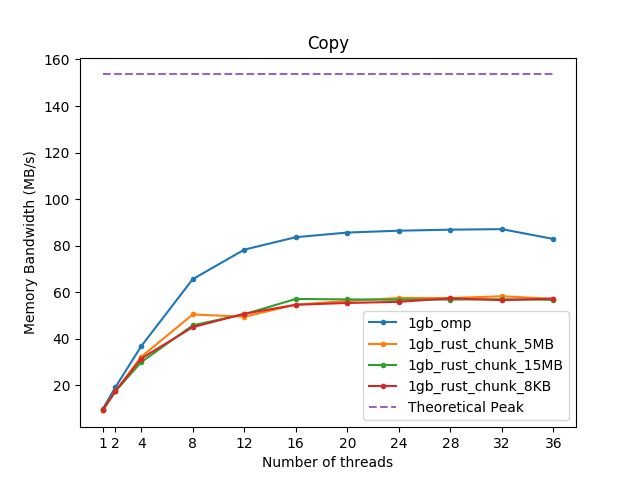 Copy
Memory Bandwidth (MB/s)
160
140
120
100
80
60
40
20
1gb_omp
1gb_rust_chunk_5MB
1gb_rust_chunk_15MB
1gb_rust_chunk_8KB
Theoretical Peak
1 2 4 8 12 16 20 24 28 32 36
Number of threads